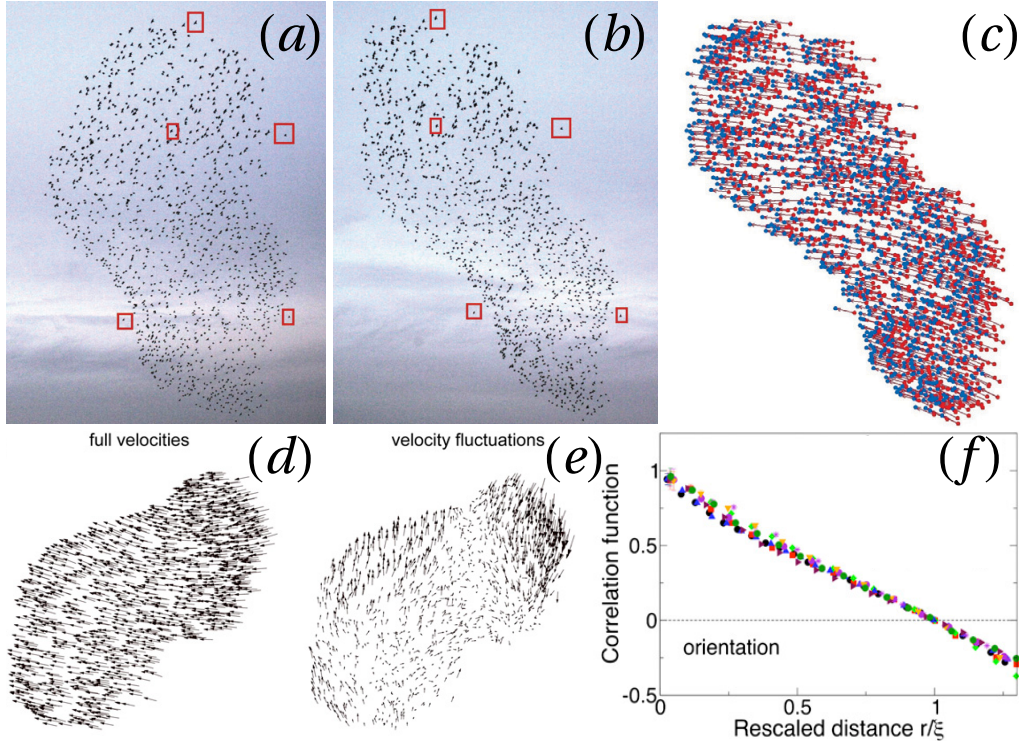 (a)
(b)
(c)
full velocities
(d)
velocity fluctuations
(e)
(f)
Correlation function
1
0.5
0
-0.5
orientation
0
0.5
1
Rescaled distance r/ξ